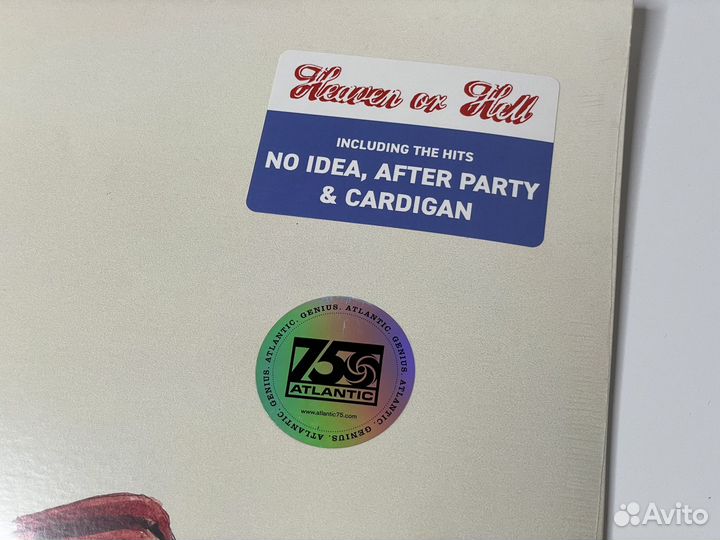 Heaven or Hell
INCLUDING THE HITS
NO IDEA, AFTER PARTY
& CARDIGAN
ATLANTIC. GENIUS. ATLANTIC. GENIUS. ATLANTIC. GENIUS. ATLANTIC. GENIUS.
75
ATLANTIC
www.atlantic75.com
Avito